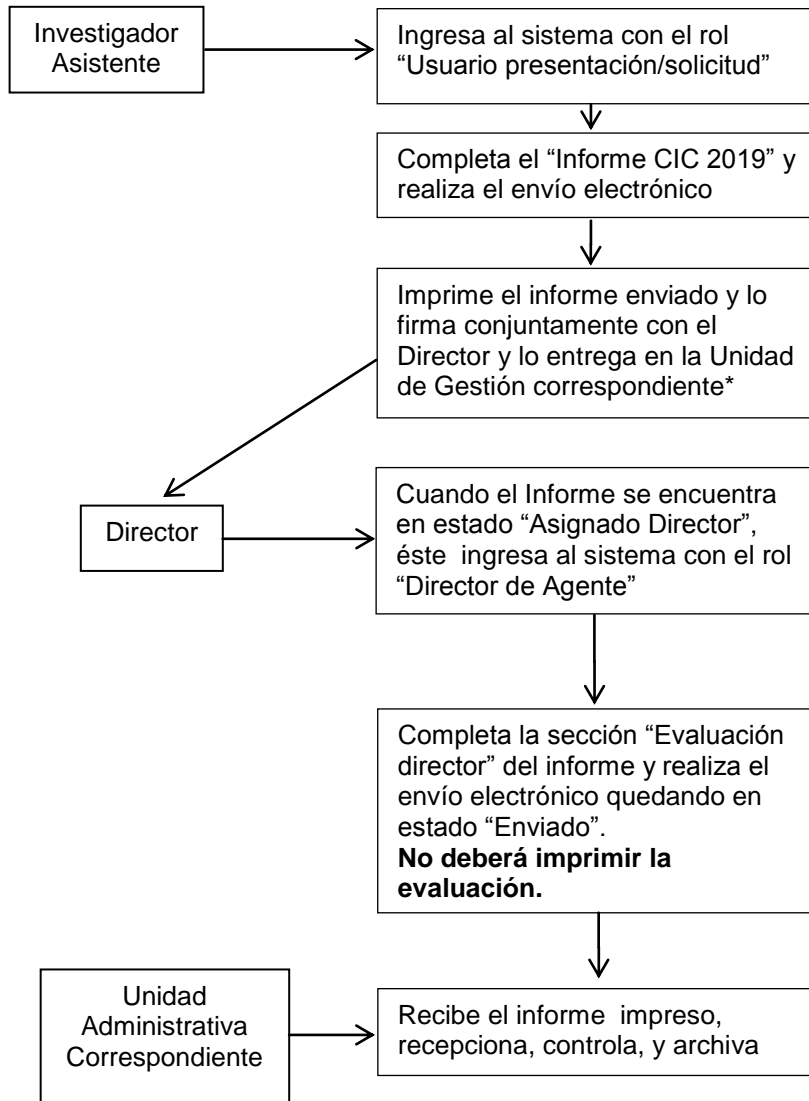 Investigador
Asistente
Ingresa al sistema con el rol
“Usuario presentación/solicitud”
Completa el “Informe CIC 2019” y
realiza el envío electrónico
Imprime el informe enviado y lo
firma conjuntamente con el
Director y lo entrega en la Unidad
de Gestión correspondiente*
Director
Cuando el Informe se encuentra
en estado “Asignado Director”,
éste ingresa al sistema con el rol
“Director de Agente”
Completa la sección “Evaluación
director” del informe y realiza el
envío electrónico quedando en
estado “Enviado”.
No deberá imprimir la
evaluación.
Unidad
Administrativa
Correspondiente
Recibe el informe impreso,
recepciona, controla, y archiva